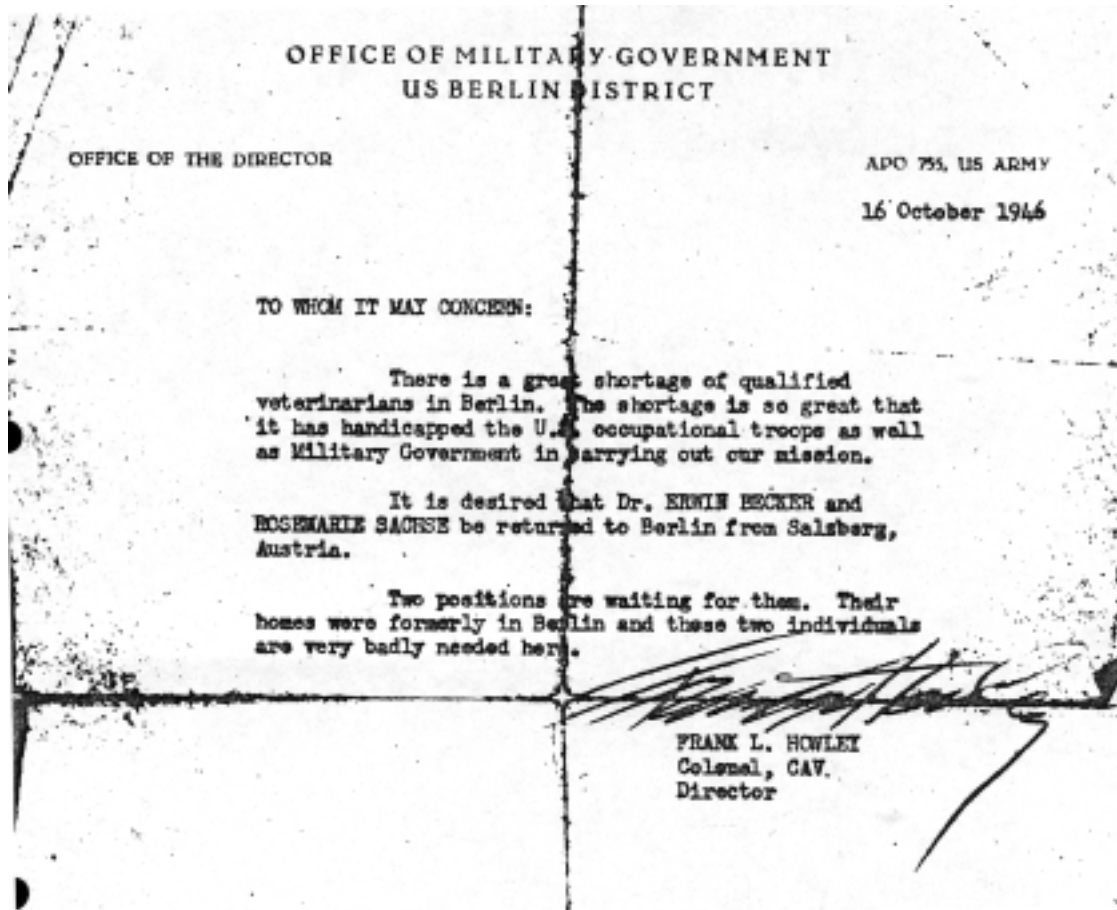 OFFICE OF MILITARY GOVERNMENT
US BERLIN DISTRICT
OFFICE OF THE DIRECTOR
APO 755, US ARMY
16 October 1946
TO WHOM IT MAY CONCERN:
There is a great shortage of qualified
veterinarians in Berlin. The shortage is so great that
it has handicapped the U.S. occupational troops as well
as Military Government in carrying out our mission.
It is desired that Dr. ERWIN BECKER and
ROSEMARIE SACHSE be returned to Berlin from Salzberg,
Austria.
Two positions are waiting for them. Their
homes were formerly in Berlin and these two individuals
are very badly needed here.
FRANK L. HOWLEY
Colonel, CAV.
Director